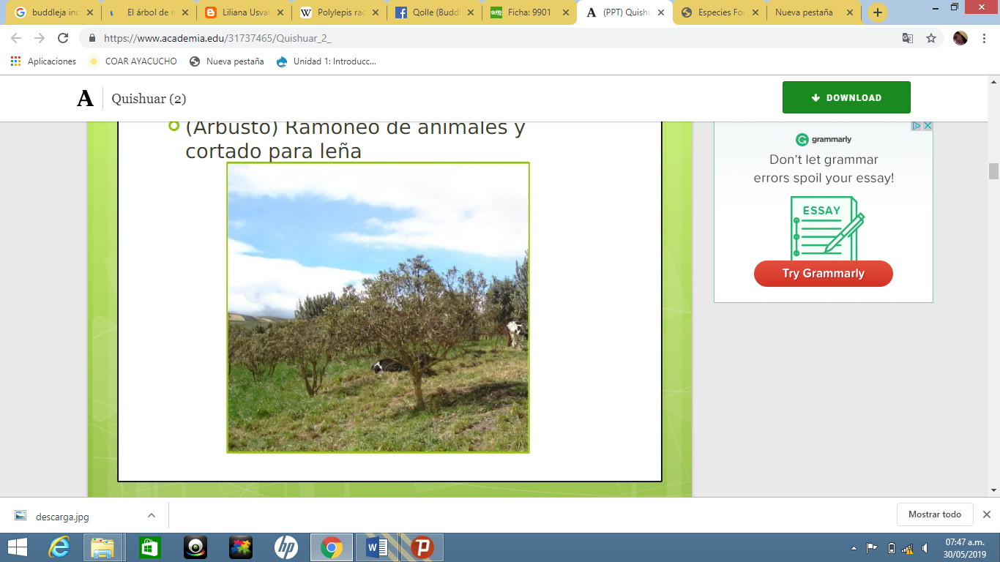 buddleja inc
El árbol de n
Liliana Usvat
Polylepis rac
Qolle (Buddl
Ficha: 9901
(PPT) Quishu
Especies For
Nueva pestaña
https://www.academia.edu/31737465/Quishuar_2_
Aplicaciones
COAR AYACUCHO
Nueva pestaña
Unidad 1: Introducc...
A
Quishuar (2)
DOWNLOAD
(Arbusto) Ramoneo de animales y
cortado para leña
grammarly
Don't let grammar
errors spoil your essay!
ESSAY
Try Grammarly
descarga.jpg
Mostrar todo
07:47 a.m.
30/05/2019